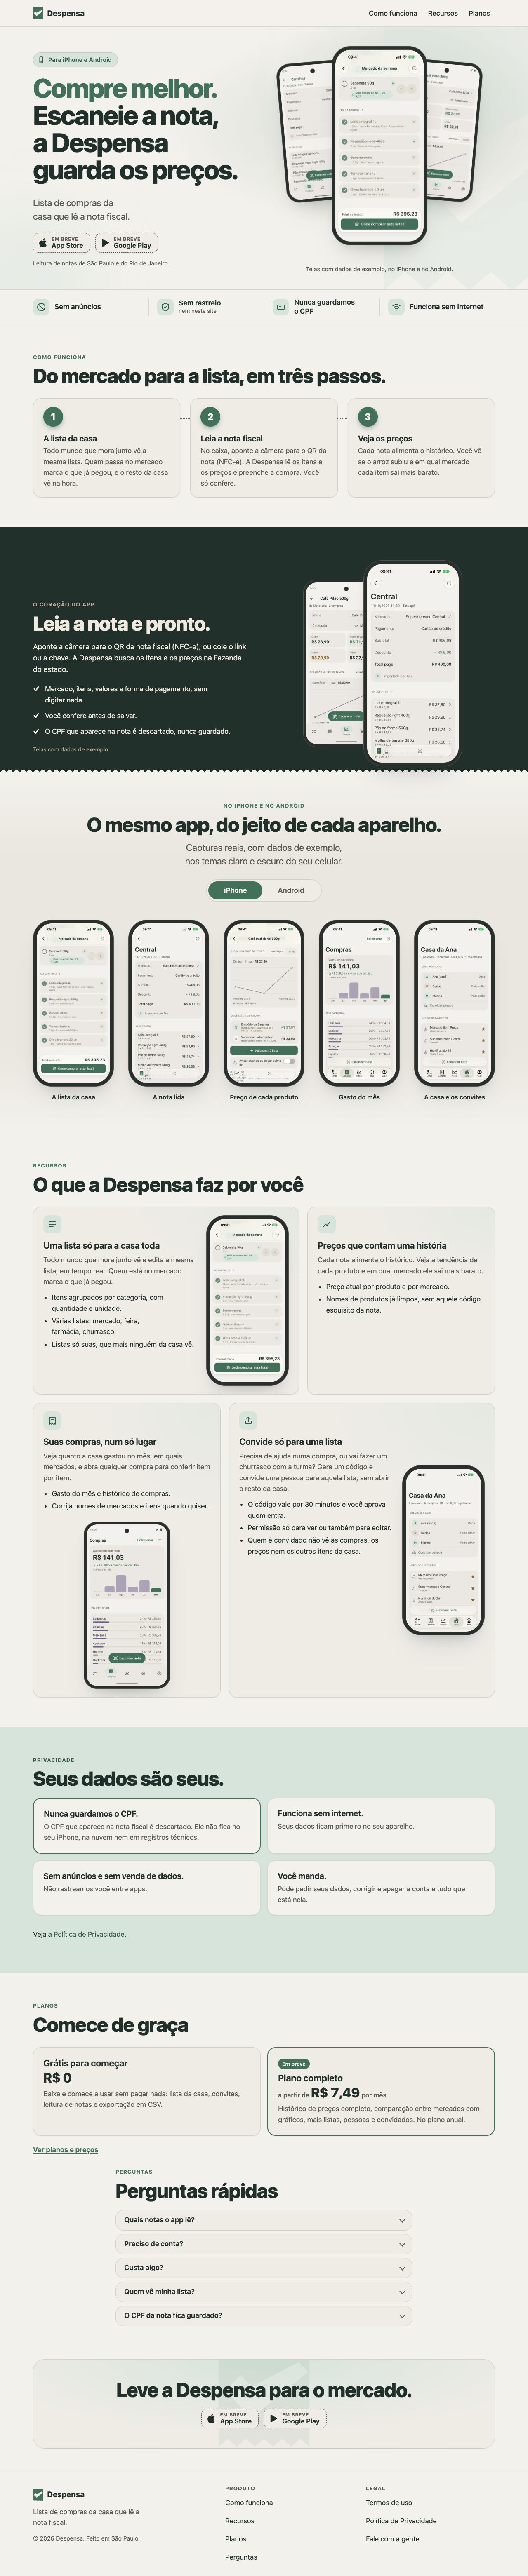 Despensa
Como funciona
Recursos
Planos
Para iPhone e Android
Compre melhor.
Escaneie a nota,
a Despensa
guarda os preços.
Lista de compras da
casa que lê a nota fiscal.
EM BREVE
App Store
EM BREVE
Google Play
Leitura de notas de São Paulo e do Rio de Janeiro.
Telas com dados de exemplo, no iPhone e no Android.
Sem anúncios
Sem rastreio
nem neste site
Nunca guardamos
o CPF
Funciona sem internet
COMO FUNCIONA
Do mercado para a lista, em três passos.
1
A lista da casa
Todo mundo que mora junto vê a
mesma lista. Quem passa no mercado
marca o que já pegou, e o resto da casa
vê na hora.
2
Leia a nota fiscal
No caixa, aponte a câmera para o QR da
nota (NFC-e). A Despensa lê os itens e
os preços e preenche a compra. Você
só confere.
3
Veja os preços
Cada nota alimenta o histórico. Você vê
se o arroz subiu e em qual mercado
cada item sai mais barato.
O CORAÇÃO DO APP
Leia a nota e pronto.
Aponte a câmera para o QR da nota fiscal (NFC-e), ou cole o link
ou a chave. A Despensa busca os itens e os preços na Fazenda
do estado.
Mercado, itens, valores e forma de pagamento, sem
digitar nada.
Você confere antes de salvar.
O CPF que aparece na nota é descartado, nunca guardado.
Telas com dados de exemplo.
NO IPHONE E NO ANDROID
O mesmo app, do jeito de cada aparelho.
Capturas reais, com dados de exemplo,
nos temas claro e escuro do seu celular.
iPhone
Android
A lista da casa
A nota lida
Preço de cada produto
Gasto do mês
A casa e os convites
RECURSOS
O que a Despensa faz por você
Uma lista só para a casa toda
Todo mundo que mora junto vê e edita a mesma
lista, em tempo real. Quem está no mercado
marca o que já pegou.
Itens agrupados por categoria, com
quantidade e unidade.
Várias listas: mercado, feira,
farmácia, churrasco.
Listas só suas, que mais ninguém da casa vê.
Preços que contam uma história
Cada nota alimenta o histórico. Veja a tendência de
cada produto e em qual mercado ele sai mais barato.
Preço atual por produto e por mercado.
Nomes de produtos já limpos, sem aquele código
esquisito da nota.
Suas compras, num só lugar
Veja quanto a casa gastou no mês, em quais
mercados, e abra qualquer compra para conferir item
por item.
Gasto do mês e histórico de compras.
Corrija nomes de mercados e itens quando quiser.
Convide só para uma lista
Precisa de ajuda numa compra, ou vai fazer um
churrasco com a turma? Gere um código e
convide uma pessoa para aquela lista, sem abrir
o resto da casa.
O código vale por 30 minutos e você aprova
quem entra.
Permissão só para ver ou também para editar.
Quem é convidado não vê as compras, os
preços nem os outros itens da casa.
PRIVACIDADE
Seus dados são seus.
Nunca guardamos o CPF.
O CPF que aparece na nota fiscal é descartado. Ele não fica no
seu iPhone, na nuvem nem em registros técnicos.
Funciona sem internet.
Seus dados ficam primeiro no seu aparelho.
Sem anúncios e sem venda de dados.
Não rastreamos você entre apps.
Você manda.
Pode pedir seus dados, corrigir e apagar a conta e tudo que
está nela.
Veja a Política de Privacidade.
PLANOS
Comece de graça
Grátis para começar
R$ 0
Baixe e comece a usar sem pagar nada: lista da casa, convites,
leitura de notas e exportação em CSV.
Em breve
Plano completo
a partir de R$ 7,49 por mês
Histórico de preços completo, comparação entre mercados com
gráficos, mais listas, pessoas e convidados. No plano anual.
Ver planos e preços
PERGUNTAS
Perguntas rápidas
Quais notas o app lê?
Preciso de conta?
Custa algo?
Quem vê minha lista?
O CPF da nota fica guardado?
Leve a Despensa para o mercado.
EM BREVE
App Store
EM BREVE
Google Play
Despensa
Lista de compras da casa que lê a
nota fiscal.
© 2026 Despensa. Feito em São Paulo.
PRODUTO
Como funciona
Recursos
Planos
Perguntas
LEGAL
Termos de uso
Política de Privacidade
Fale com a gente